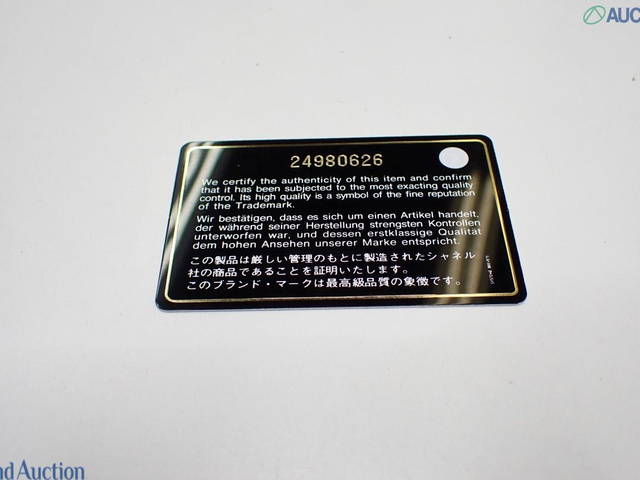 AUC
24980626
We certify the authenticity of this item and confirm
that it has been subjected to the most exacting quality
control. Its high quality is a symbol of the fine reputation
of the Trademark.
Wir bestätigen, dass es sich um einen Artikel handelt,
der während seiner Herstellung strengsten Kontrollen
unterworfen war, und dessen erstklassige Qualität
dem hohen Ansehen unserer Marke entspricht.
この製品は厳しい管理のもとに製造されたシャネル
社の商品であることを証明いたします。
このブランド・マークは最高級品質の象徴です。
nd Auction